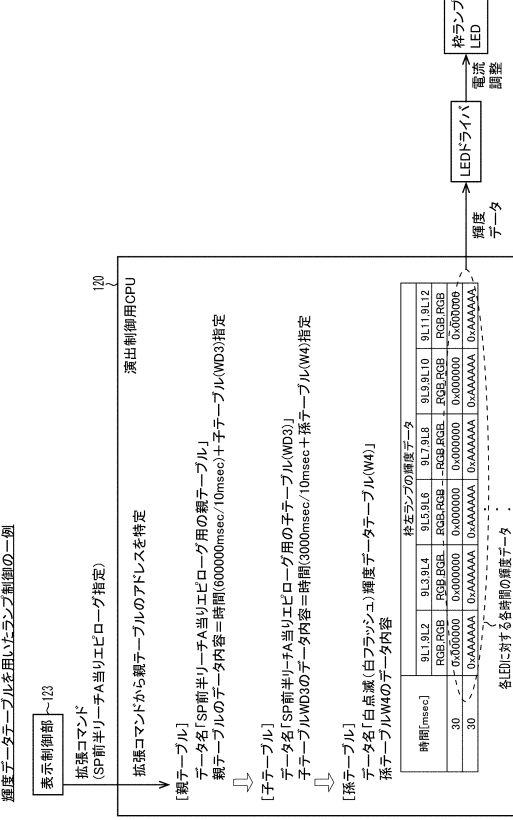 輝度データテーブルを用いたランプ制御の一例
表示制御部
~123
拡張コマンド
(SP前半リーチA当りエピローグ指定)
120
演出制御用CPU
拡張コマンドから親テーブルのアドレスを特定
[親テーブル]
データ名「SP前半リーチA当りエピローグ用の親テーブル」
親テーブルのデータ内容=時間(600000msec/10msec)+子テーブル(WD3)指定
[子テーブル]
データ名「SP前半リーチA当りエピローグ用の子テーブル(WD3)」
子テーブルWD3のデータ内容=時間(3000msec/10msec+孫テーブル(W4)指定
[孫テーブル]
データ名「白点滅(白フラッシュ)輝度データテーブル(W4)」
孫テーブルW4のデータ内容
時間[msec] 枠左ランプの輝度データ
9L1,9L2 9L3,9L4 9L5,9L6 9L7,9L8 9L9,9L10 9L11,9L12
RGB,RGB RGB,RGB RGB,RGB RGB,RGB RGB,RGB RGB,RGB
30 0x000000 0x000000 0x000000 0x000000 0x000000 0x000000
30 0xAAAAAA 0xAAAAAA 0xAAAAAA 0xAAAAAA 0xAAAAAA 0xAAAAAA
各LEDに対する各時間の輝度データ
輝度
データ
LEDドライバ
電流
調整
枠ランプ
LED